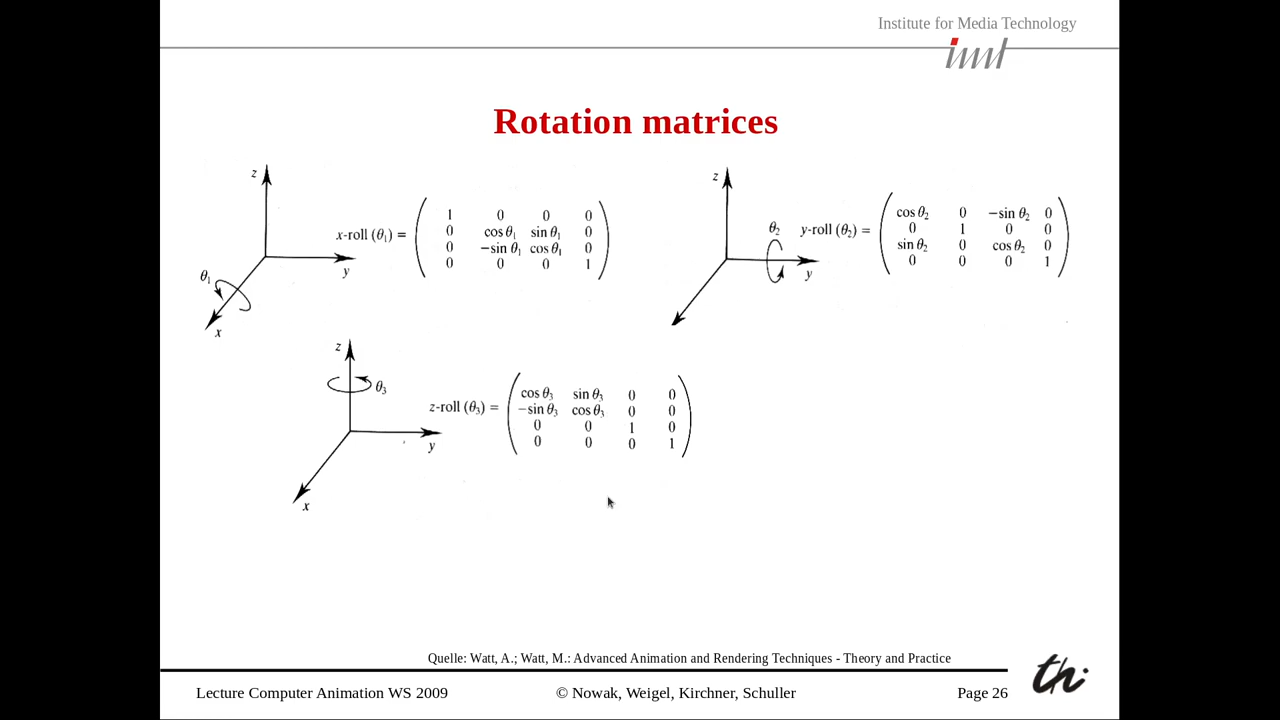 Institute for Media Technology
imt
Rotation matrices
z
y
x
θ₁
x-roll (θ₁) =
1 0 0 0
0 cos θ₁ sin θ₁ 0
0 −sin θ₁ cos θ₁ 0
0 0 0 1
z
θ₂
y
y-roll (θ₂) =
cos θ₂ 0 −sin θ₂ 0
0 1 0 0
sin θ₂ 0 cos θ₂ 0
0 0 0 1
z
θ₃
y
x
z-roll (θ₃) =
cos θ₃ sin θ₃ 0 0
−sin θ₃ cos θ₃ 0 0
0 0 1 0
0 0 0 1
Quelle: Watt, A.; Watt, M.: Advanced Animation and Rendering Techniques - Theory and Practice
Lecture Computer Animation WS 2009
© Nowak, Weigel, Kirchner, Schuller
Page 26
th